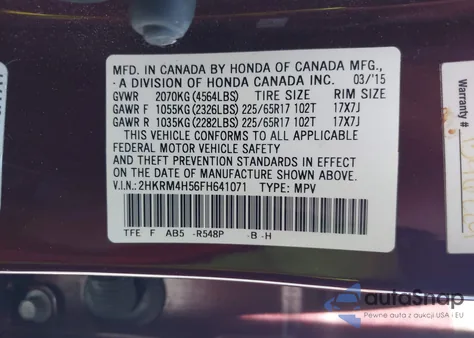 MFD. IN CANADA BY HONDA OF CANADA MFG.,
- A DIVISION OF HONDA CANADA INC. 03/'15
GVWR 2070KG (4564LBS) TIRE SIZE RIM SIZE
GAWR F 1055KG (2326LBS) 225/65R17 102T 17X7J
GAWR R 1035KG (2282LBS) 225/65R17 102T 17X7J
THIS VEHICLE CONFORMS TO ALL APPLICABLE
FEDERAL MOTOR VEHICLE SAFETY
AND THEFT PREVENTION STANDARDS IN EFFECT
ON THE DATE OF MANUFACTURE SHOWN ABOVE.
V.I.N.: 2HKRM4H56FH641071 TYPE: MPV
TFE F AB5 -R548P -B -H
Warranty
autoSnap
Pewne auta z aukcji USA i EU